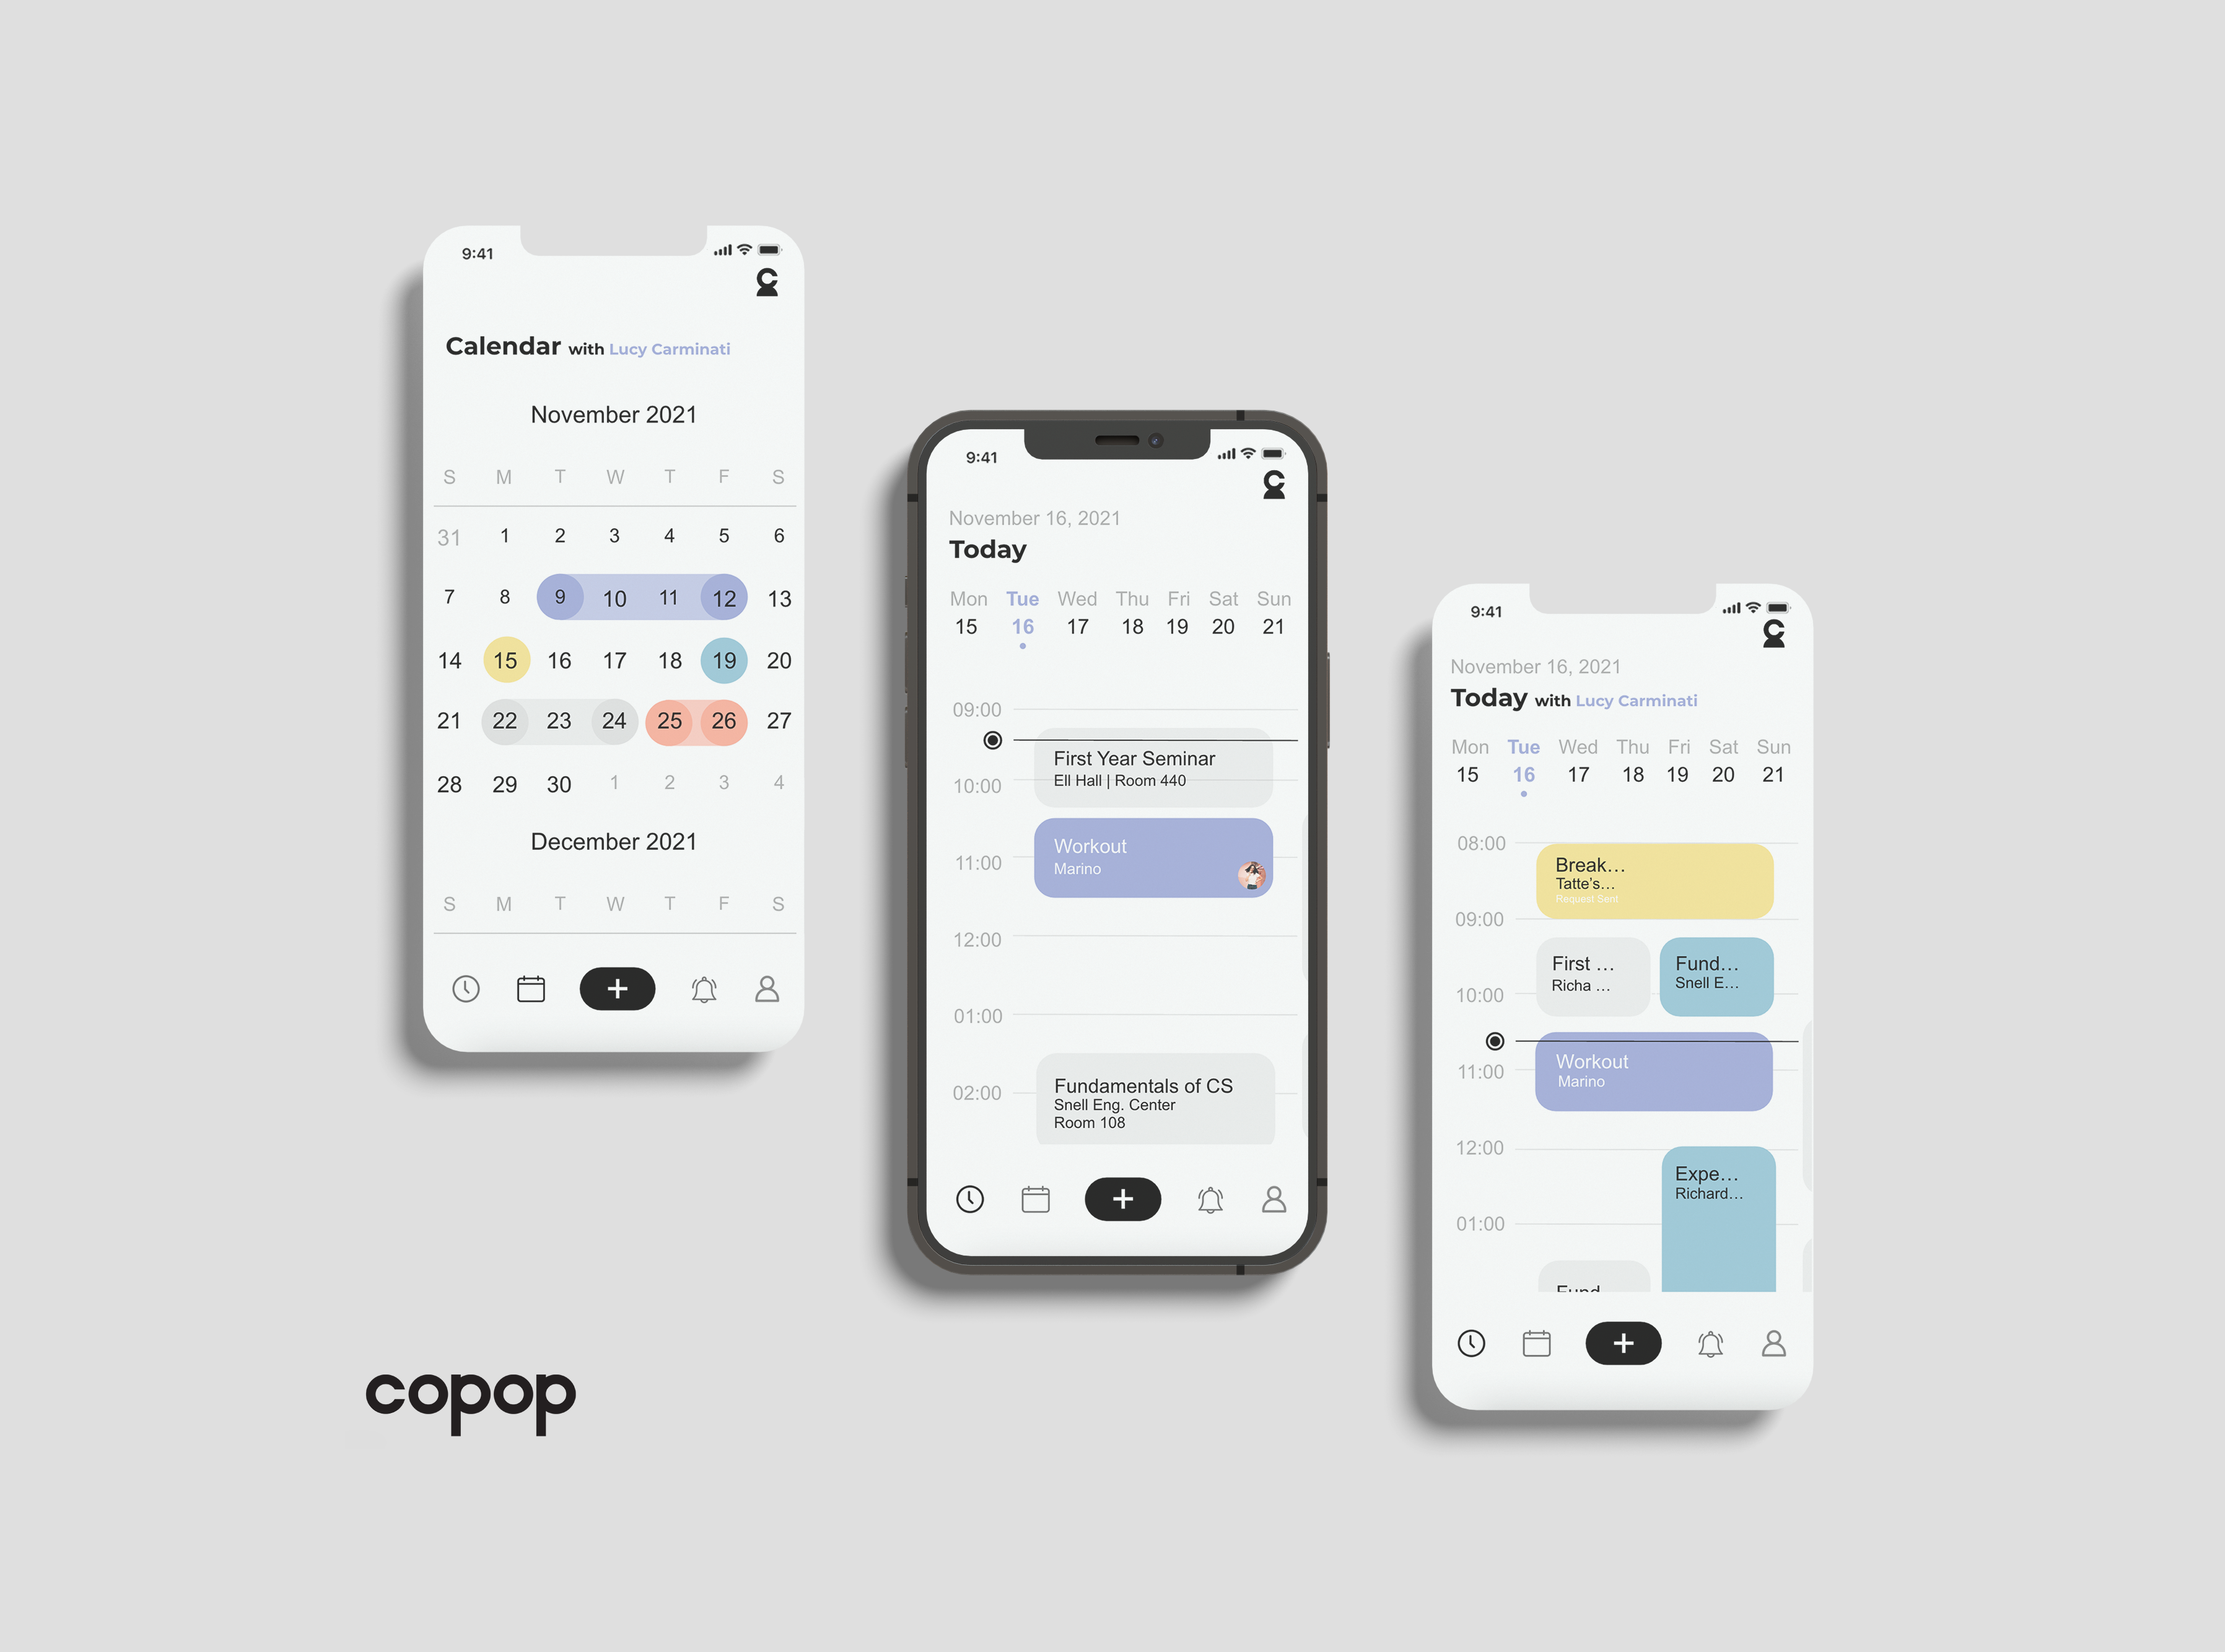 9:41
Calendar with Lucy Carminati
November 2021
S M T W T F S
31 1 2 3 4 5 6
7 8 9 10 11 12 13
14 15 16 17 18 19 20
21 22 23 24 25 26 27
28 29 30 1 2 3 4
December 2021
S M T W T F S
9:41
November 16, 2021
Today
Mon Tue Wed Thu Fri Sat Sun
15 16 17 18 19 20 21
09:00
First Year Seminar
Ell Hall | Room 440
10:00
Workout
11:00
Marino
12:00
01:00
Fundamentals of CS
02:00
Snell Eng. Center
Room 108
9:41
November 16, 2021
Today with Lucy Carminati
Mon Tue Wed Thu Fri Sat Sun
15 16 17 18 19 20 21
08:00
Break...
Tatte's...
Request Sent
09:00
First ... Fund...
Richa ... Snell E...
10:00
Workout
11:00
Marino
12:00
Expe...
Richard...
01:00
Fund
copop